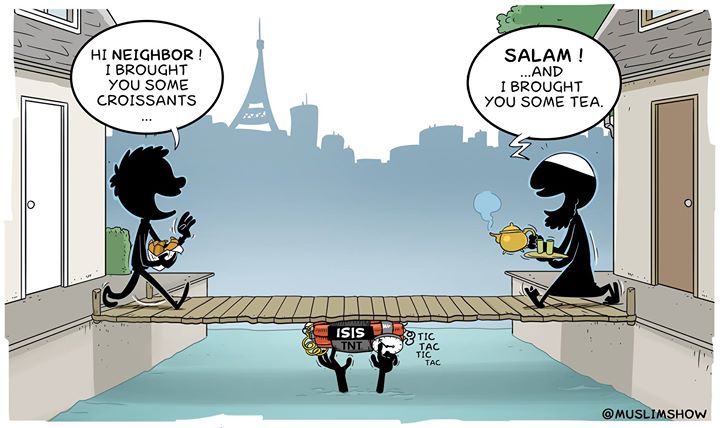 HI NEIGHBOR !
I BROUGHT
YOU SOME
CROISSANTS
...
SALAM !
...AND
I BROUGHT
YOU SOME TEA.
ISIS
TNT
TIC
TAC
TIC
TAC
@MUSLIMSHOW